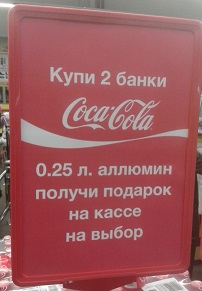 Купи 2 банки
Coca-Cola
0.25 л. аллюмин
получи подарок
на кассе
на выбор